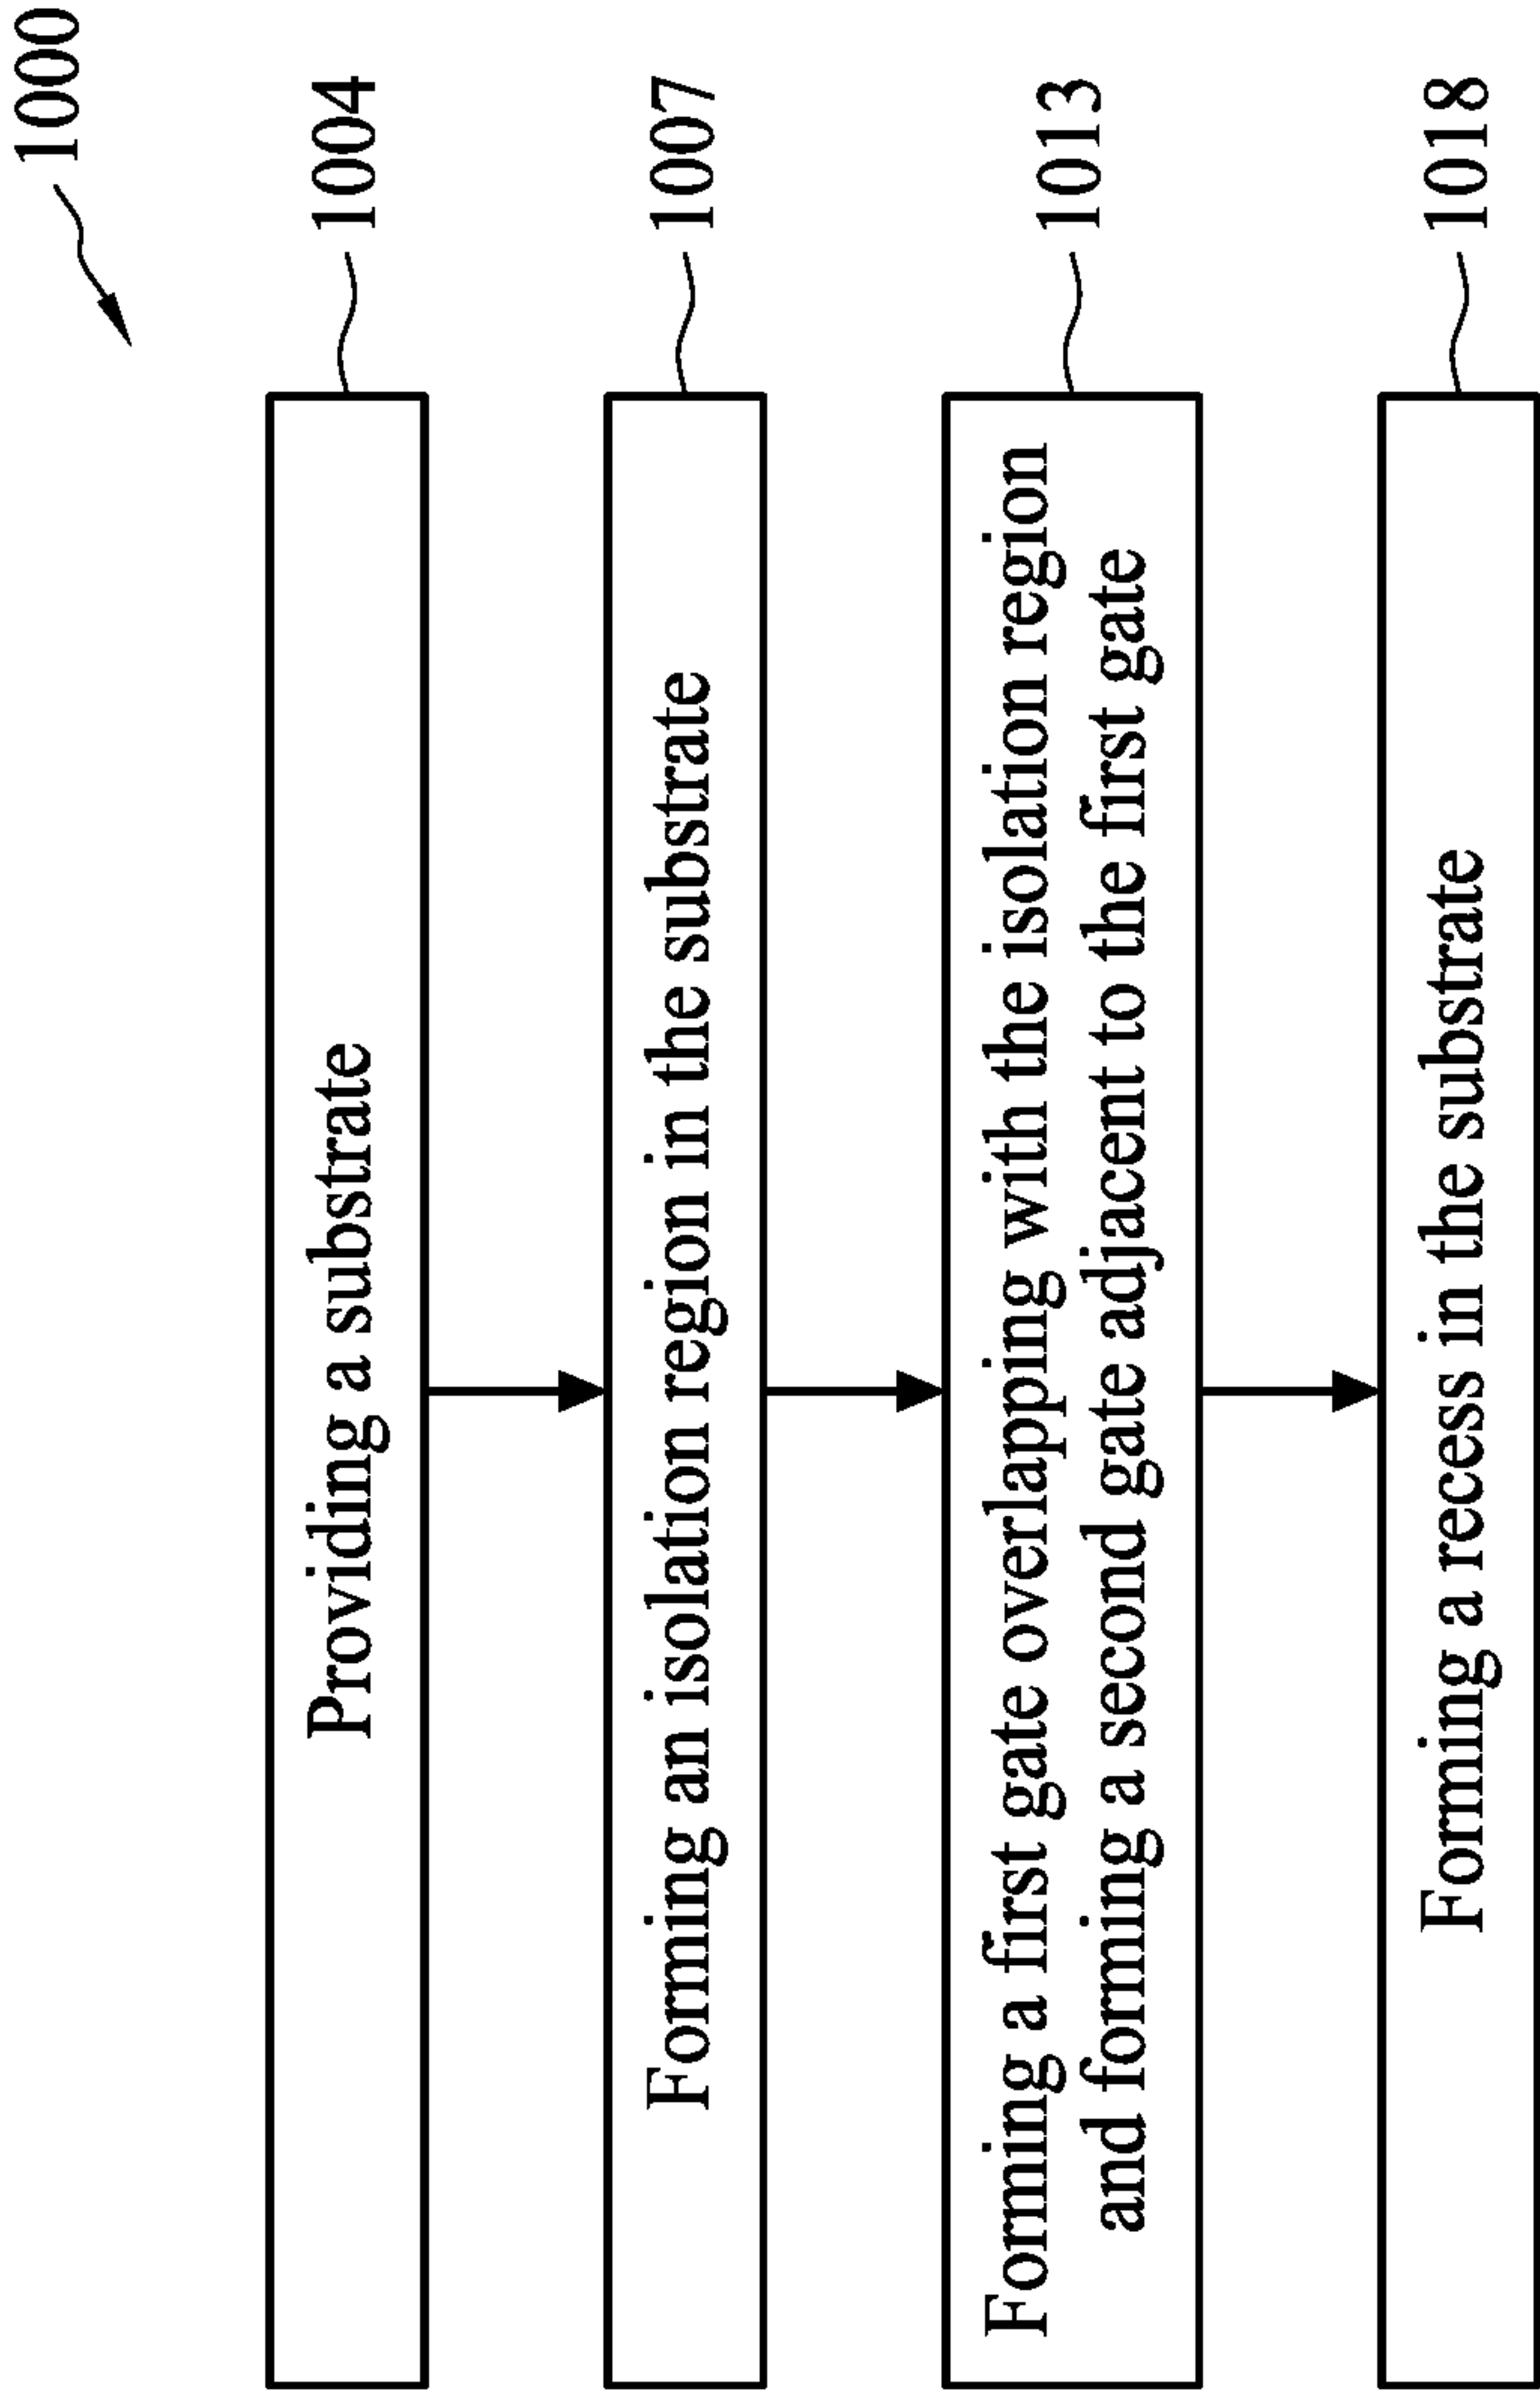 1000
Providing a substrate
1004
Forming an isolation region in the substrate
1007
Forming a first gate overlapping with the isolation region
and forming a second gate adjacent to the first gate
1013
Forming a recess in the substrate
1018